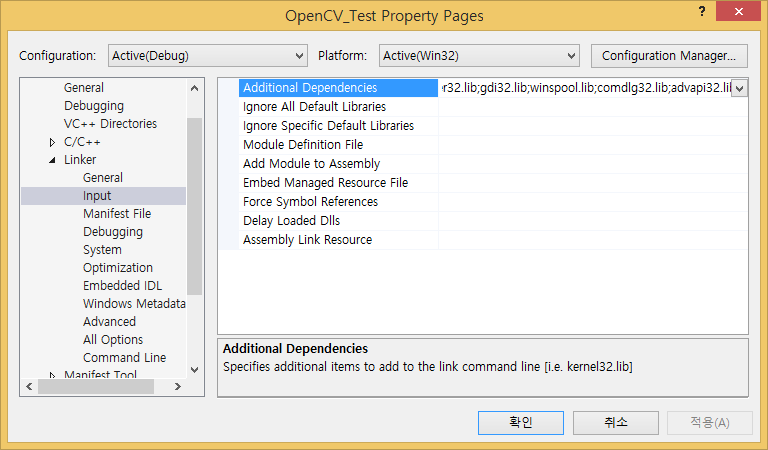 OpenCV_Test Property Pages
?
Configuration: Active(Debug) Platform: Active(Win32) Configuration Manager...
General
Debugging
VC++ Directories
C/C++
Linker
General
Input
Manifest File
Debugging
System
Optimization
Embedded IDL
Windows Metadata
Advanced
All Options
Command Line
Manifest Tool
Additional Dependencies r32.lib;gdi32.lib;winspool.lib;comdlg32.lib;advapi32.lib
Ignore All Default Libraries
Ignore Specific Default Libraries
Module Definition File
Add Module to Assembly
Embed Managed Resource File
Force Symbol References
Delay Loaded Dlls
Assembly Link Resource
Additional Dependencies
Specifies additional items to add to the link command line [i.e. kernel32.lib]
확인 취소 적용(A)